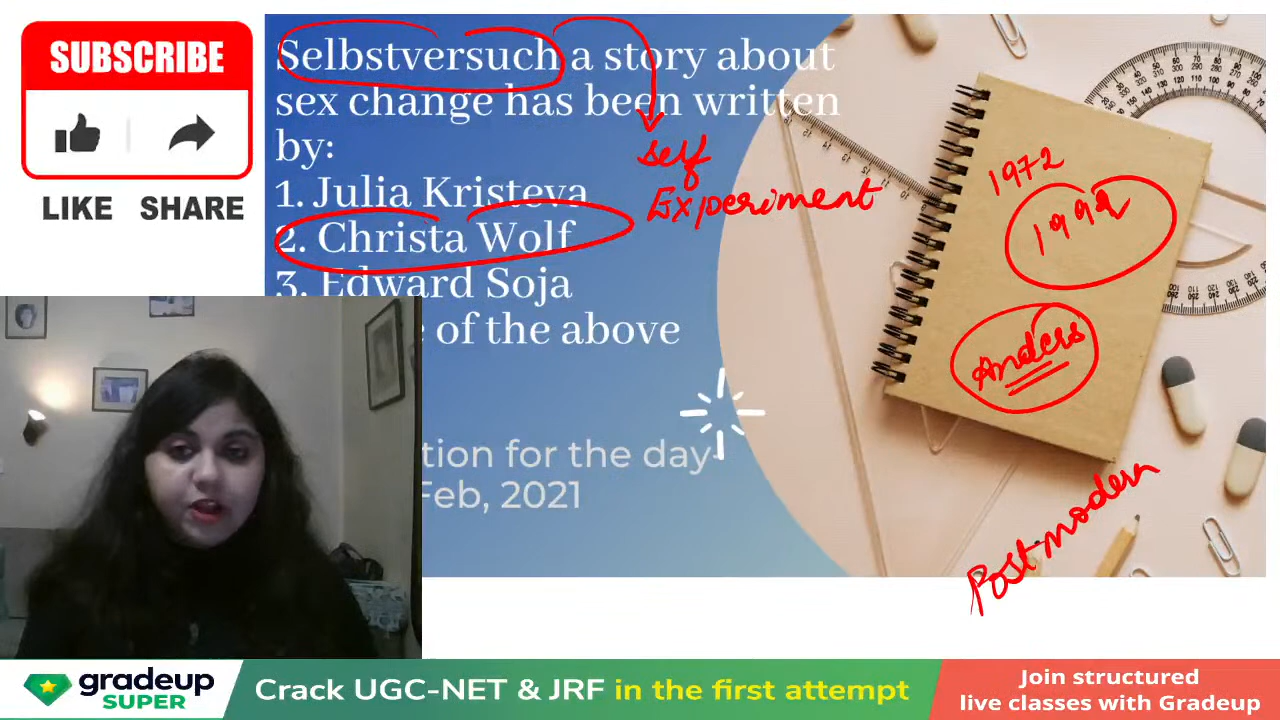 SUBSCRIBE
LIKE SHARE
Selbstversuch a story about
sex change has been written
by:
1. Julia Kristeva
2. Christa Wolf
3. Edward Soja
e of the above
tion for the day-
Feb, 2021
self
Experiment
1972
1992
Anders
Post-modern
gradeup
SUPER
Crack UGC-NET & JRF in the first attempt
Join structured
live classes with Gradeup